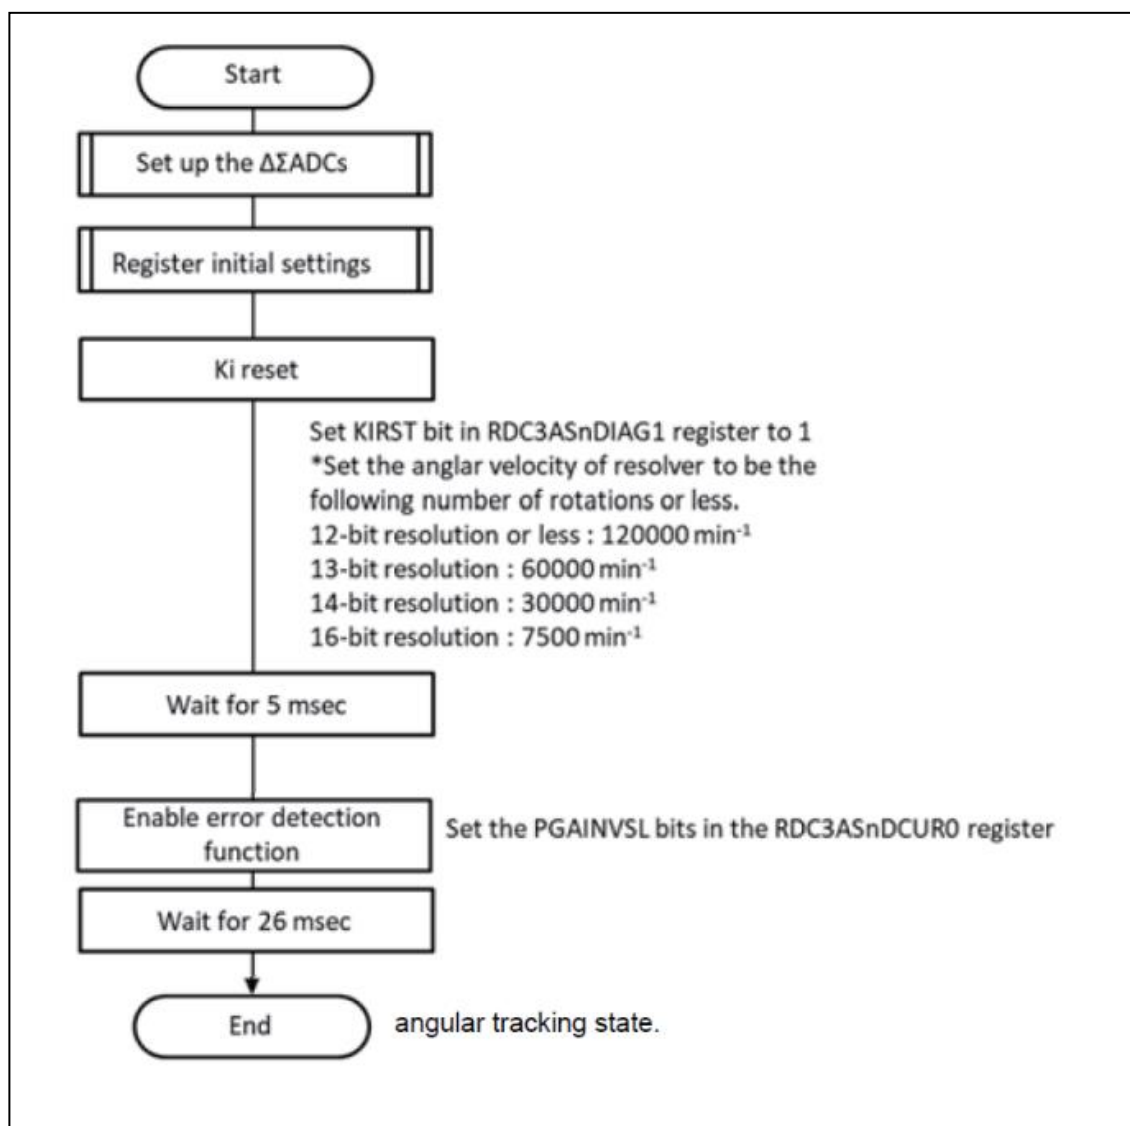 Start
Set up the ΔΣADCs
Register initial settings
Ki reset
Set KIRST bit in RDC3ASnDIAG1 register to 1
*Set the anglar velocity of resolver to be the
following number of rotations or less.
12-bit resolution or less : 120000 min⁻¹
13-bit resolution : 60000 min⁻¹
14-bit resolution : 30000 min⁻¹
16-bit resolution : 7500 min⁻¹
Wait for 5 msec
Enable error detection
function
Set the PGAINVSL bits in the RDC3ASnDCUR0 register
Wait for 26 msec
End
angular tracking state.